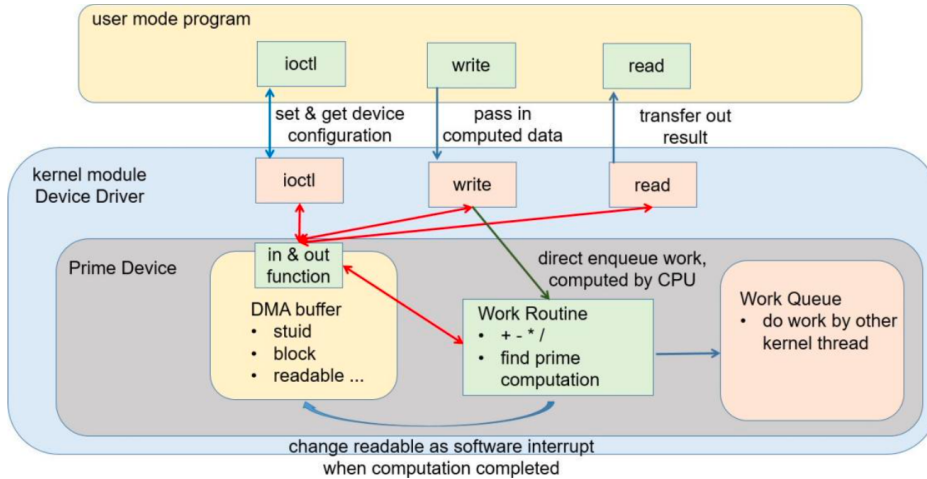 user mode program
ioctl
write
read
set & get device
configuration
pass in
computed data
transfer out
result
kernel module
Device Driver
ioctl
write
read
Prime Device
in & out
function
DMA buffer
• stuid
• block
• readable ...
direct enqueue work,
computed by CPU
Work Routine
• + - * /
• find prime
computation
Work Queue
• do work by other
kernel thread
change readable as software interrupt
when computation completed